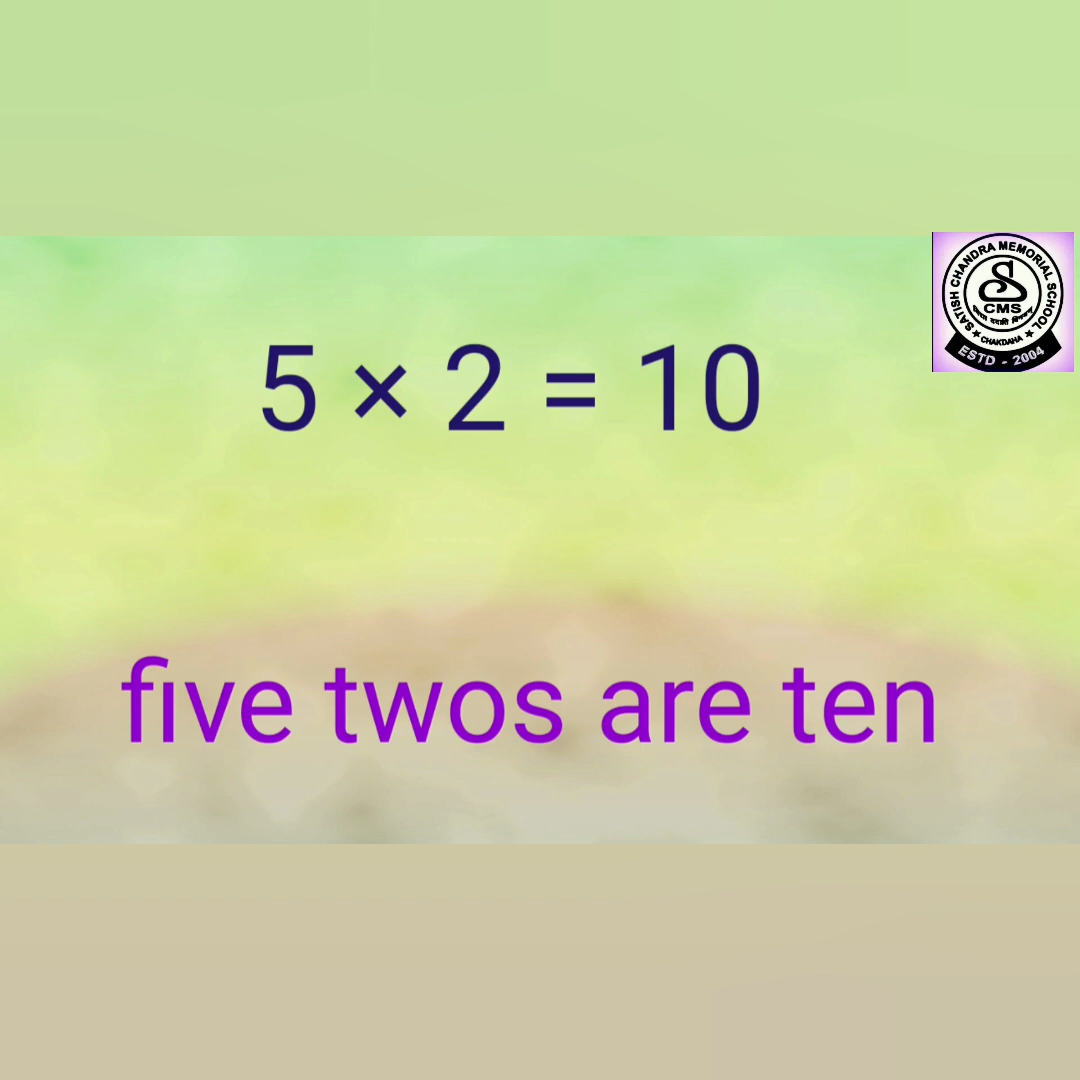 5 × 2 = 10
SATISH CHANDRA MEMORIAL SCHOOL
S
CMS
CHAKDAHA
ESTD - 2004
five twos are ten